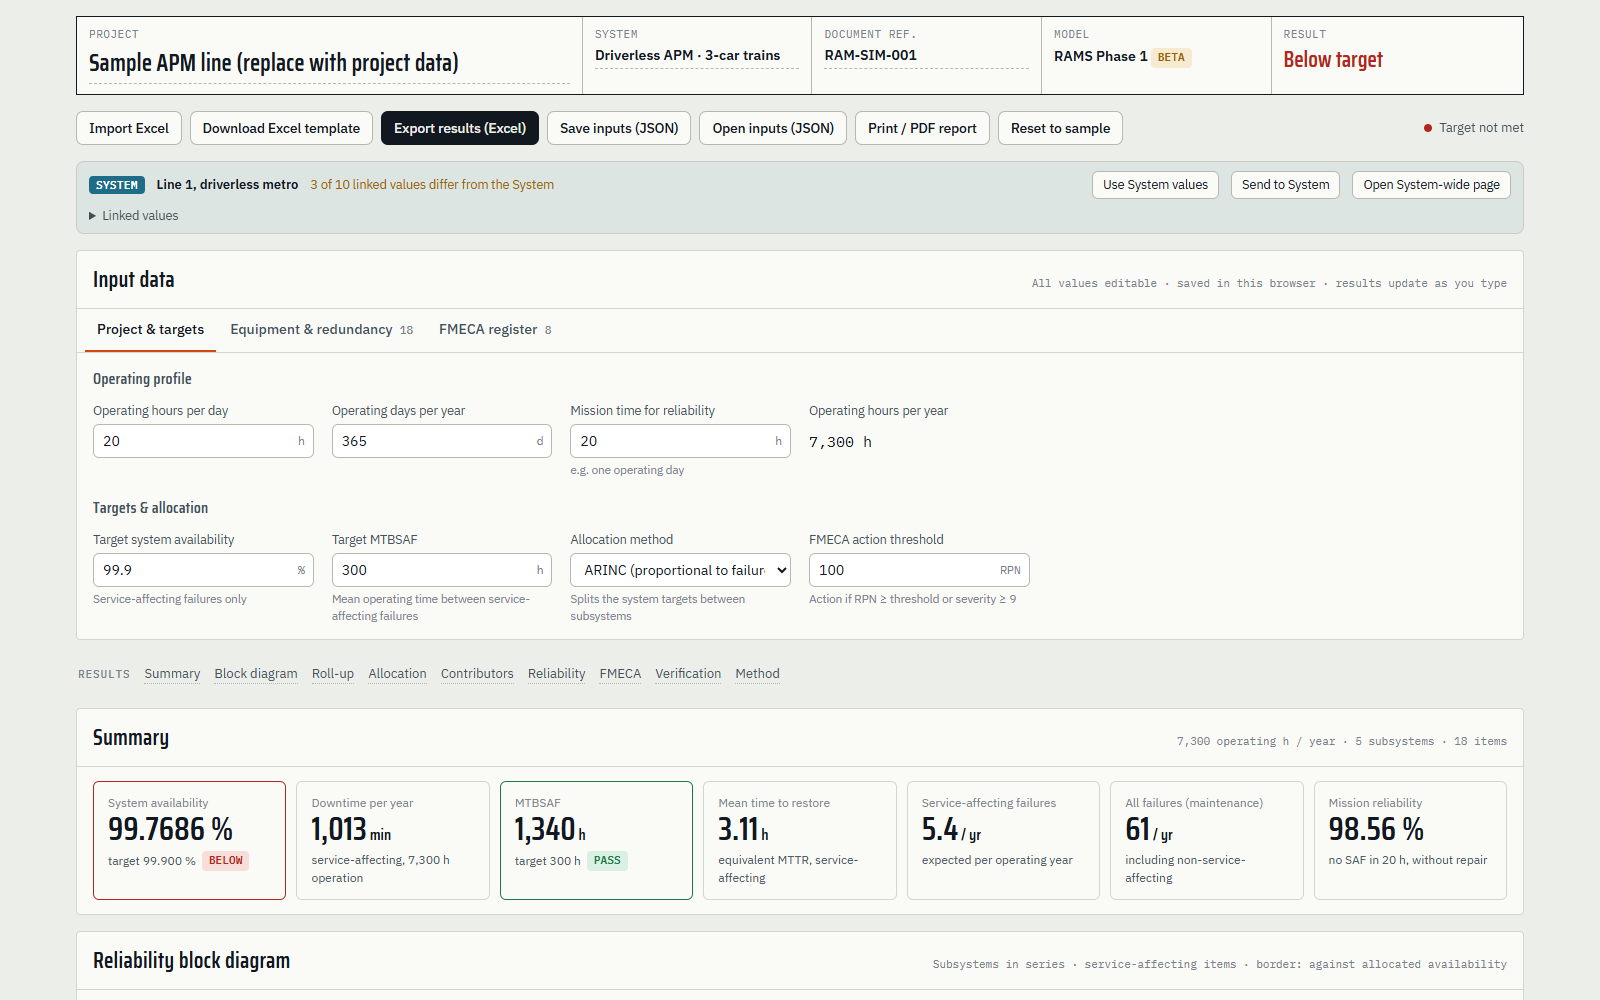 PROJECT
Sample APM line (replace with project data)
SYSTEM
Driverless APM · 3-car trains
DOCUMENT REF.
RAM-SIM-001
MODEL
RAMS Phase 1 BETA
RESULT
Below target
Import Excel
Download Excel template
Export results (Excel)
Save inputs (JSON)
Open inputs (JSON)
Print / PDF report
Reset to sample
Target not met
SYSTEM Line 1, driverless metro 3 of 10 linked values differ from the System
Use System values
Send to System
Open System-wide page
Linked values
Input data
All values editable · saved in this browser · results update as you type
Project & targets
Equipment & redundancy 18
FMECA register 8
Operating profile
Operating hours per day
20 h
Operating days per year
365 d
Mission time for reliability
20 h
e.g. one operating day
Operating hours per year
7,300 h
Targets & allocation
Target system availability
99.9 %
Service-affecting failures only
Target MTBSAF
300 h
Mean operating time between service-
affecting failures
Allocation method
ARINC (proportional to failur
Splits the system targets between
subsystems
FMECA action threshold
100 RPN
Action if RPN ≥ threshold or severity ≥ 9
RESULTS Summary Block diagram Roll-up Allocation Contributors Reliability FMECA Verification Method
Summary
7,300 operating h / year · 5 subsystems · 18 items
System availability
99.7686 %
target 99.900 % BELOW
Downtime per year
1,013 min
service-affecting, 7,300 h
operation
MTBSAF
1,340 h
target 300 h PASS
Mean time to restore
3.11 h
equivalent MTTR, service-
affecting
Service-affecting failures
5.4 / yr
expected per operating year
All failures (maintenance)
61 / yr
including non-service-
affecting
Mission reliability
98.56 %
no SAF in 20 h, without repair
Reliability block diagram
Subsystems in series · service-affecting items · border: against allocated availability